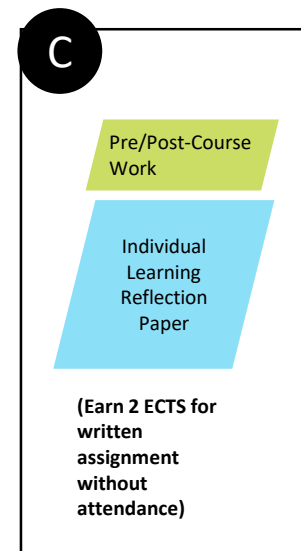 C
Pre/Post-Course
Work
Individual
Learning
Reflection
Paper
(Earn 2 ECTS for
written
assignment
without
attendance)